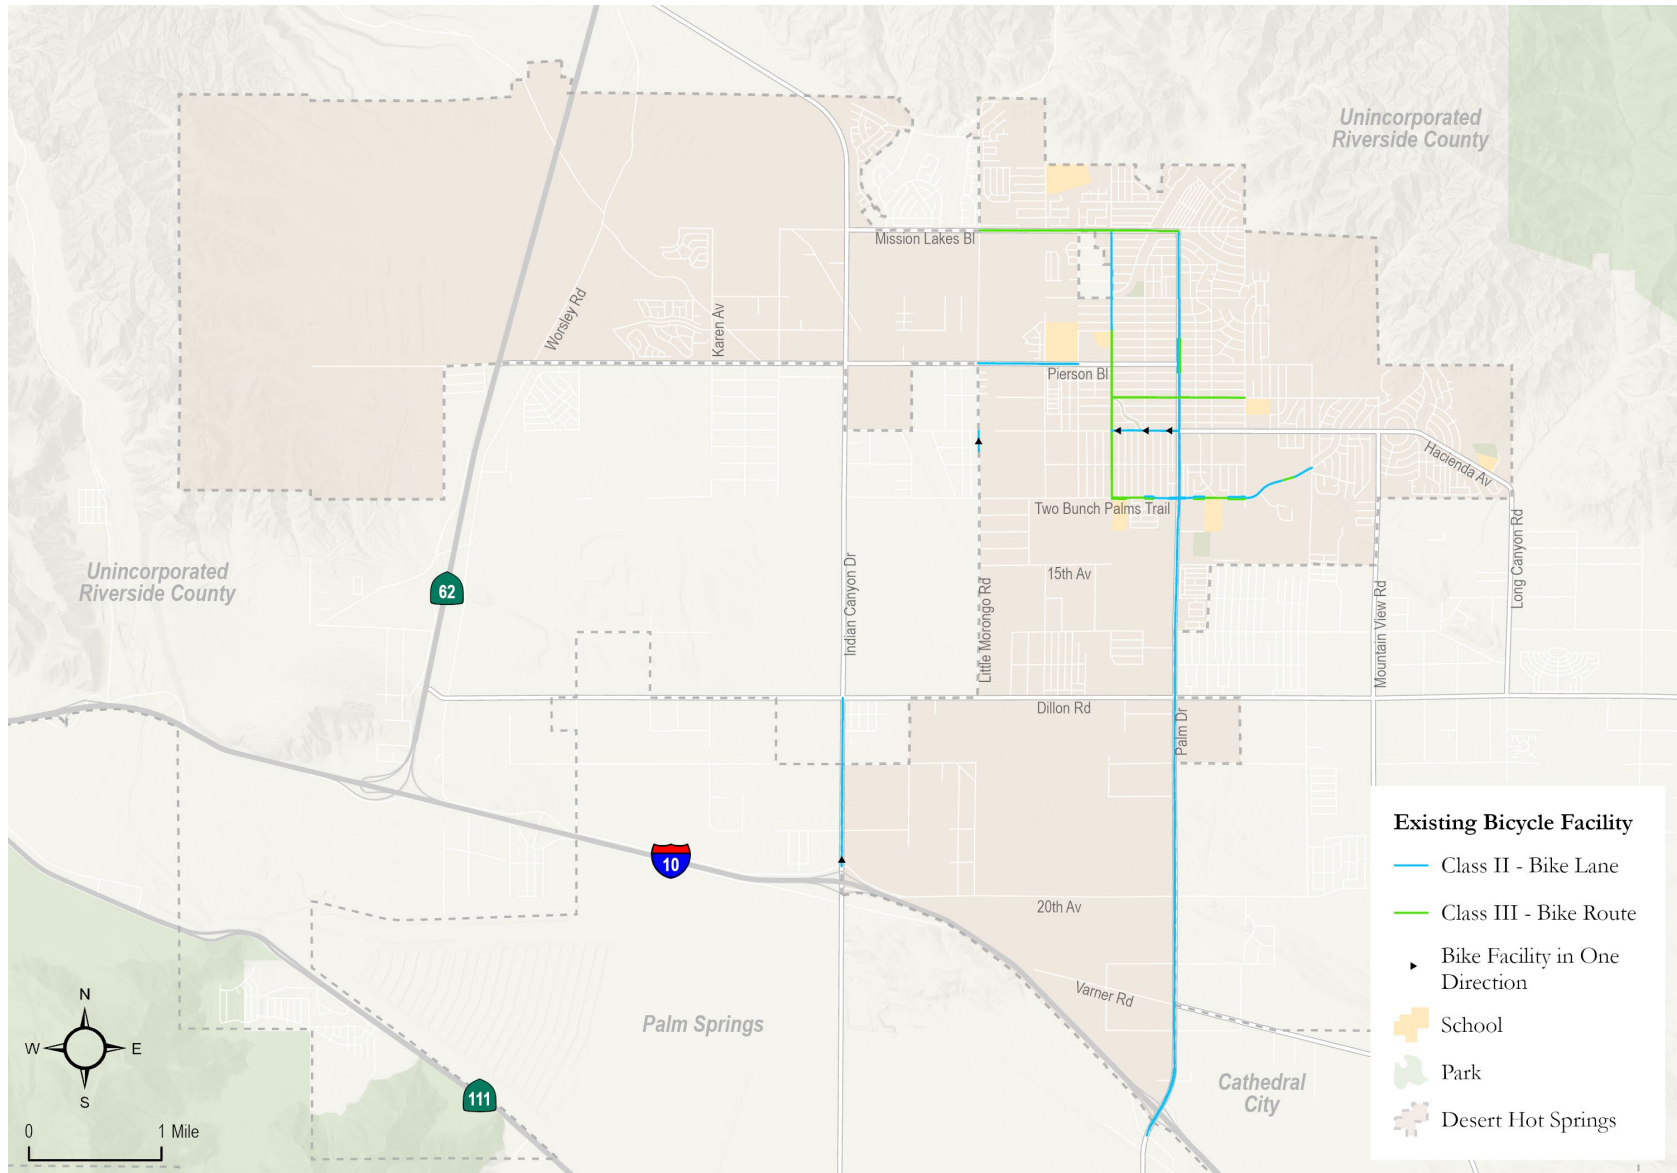 Unincorporated
Riverside County
Mission Lakes Bl
Worsley Rd
Karen Av
Pierson Bl
Hacienda Av
Two Bunch Palms Trail
Long Canyon Rd
Unincorporated
Riverside County
62
Indian Canyon Dr
15th Av
Little Morongo Rd
Mountain View Rd
Dillon Rd
Palm Dr
10
20th Av
Varner Rd
Palm Springs
Cathedral
City
111
N
W
E
S
0
1 Mile
Existing Bicycle Facility
Class II - Bike Lane
Class III - Bike Route
Bike Facility in One
Direction
School
Park
Desert Hot Springs